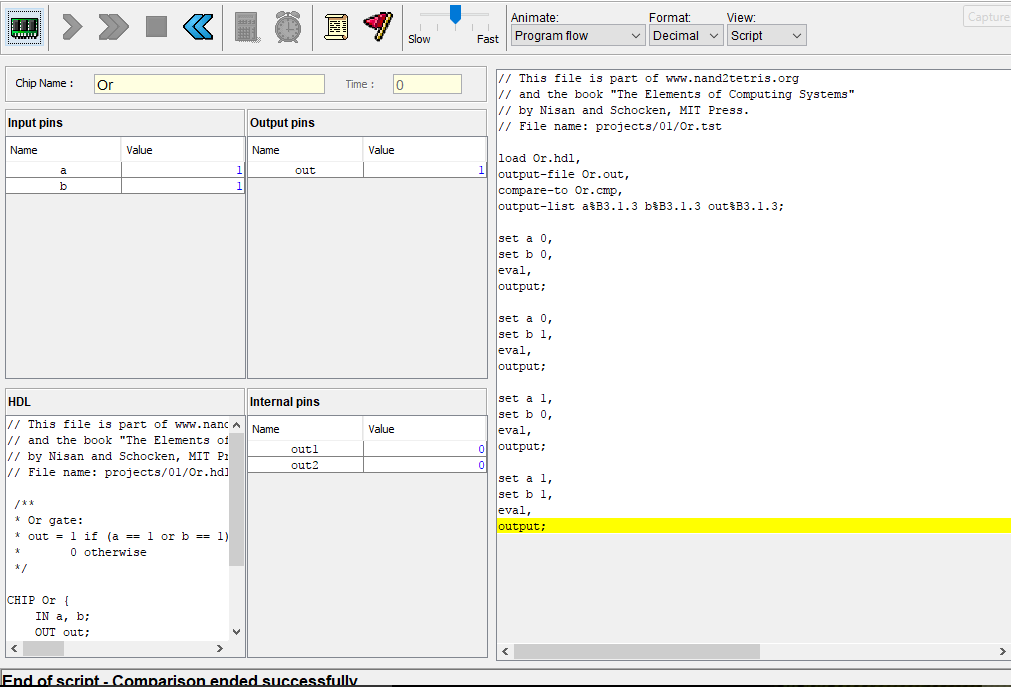 Slow
Fast
Animate:
Program flow
Format:
Decimal
View:
Script
Capture
Chip Name :
Or
Time :
0
Input pins
Name Value
a 1
b 1
Output pins
Name Value
out 1
HDL
// This file is part of www.nand
// and the book "The Elements of
// by Nisan and Schocken, MIT Pr
// File name: projects/01/Or.hdl
/**
* Or gate:
* out = 1 if (a == 1 or b == 1)
* 0 otherwise
*/
CHIP Or {
IN a, b;
OUT out;
Internal pins
Name Value
out1 0
out2 0
// This file is part of www.nand2tetris.org
// and the book "The Elements of Computing Systems"
// by Nisan and Schocken, MIT Press.
// File name: projects/01/Or.tst
load Or.hdl,
output-file Or.out,
compare-to Or.cmp,
output-list a%B3.1.3 b%B3.1.3 out%B3.1.3;
set a 0,
set b 0,
eval,
output;
set a 0,
set b 1,
eval,
output;
set a 1,
set b 0,
eval,
output;
set a 1,
set b 1,
eval,
output;
End of script - Comparison ended successfully